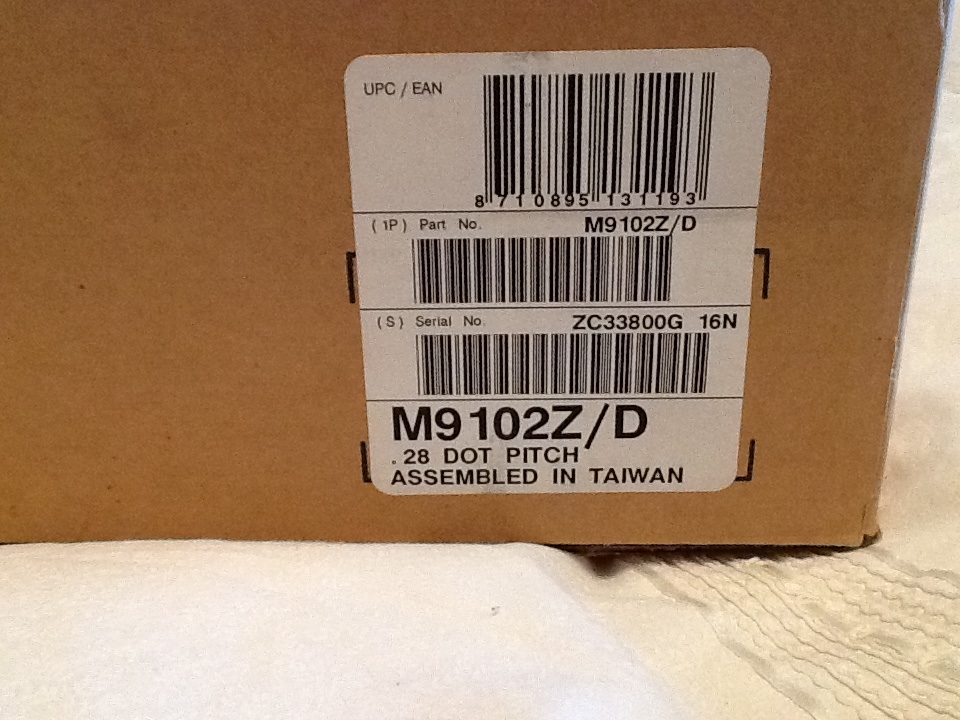 UPC / EAN
8 710895 131193
(1P) Part No. M9102Z/D
(S) Serial No. ZC33800G 16N
M9102Z/D
.28 DOT PITCH
ASSEMBLED IN TAIWAN